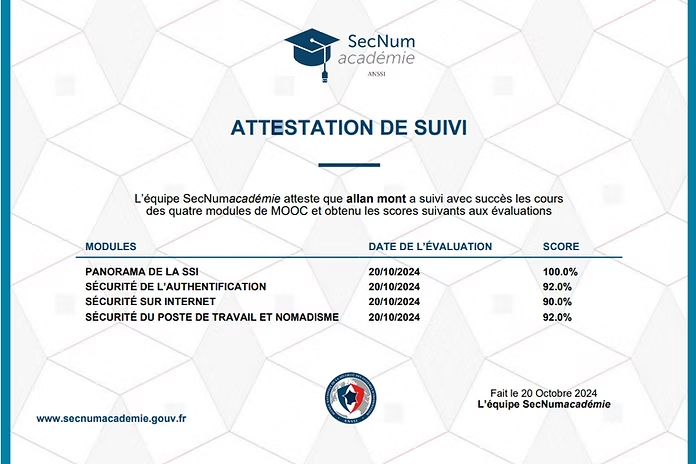 SecNum
académie
ANSSI
ATTESTATION DE SUIVI
L'équipe SecNumacadémie atteste que allan mont a suivi avec succès les cours
des quatre modules de MOOC et obtenu les scores suivants aux évaluations
MODULES DATE DE L'ÉVALUATION SCORE
PANORAMA DE LA SSI 20/10/2024 100.0%
SÉCURITÉ DE L'AUTHENTIFICATION 20/10/2024 92.0%
SÉCURITÉ SUR INTERNET 20/10/2024 90.0%
SÉCURITÉ DU POSTE DE TRAVAIL ET NOMADISME 20/10/2024 92.0%
Fait le 20 Octobre 2024
L'équipe SecNumacadémie
www.secnumacademie.gouv.fr
ANSSI